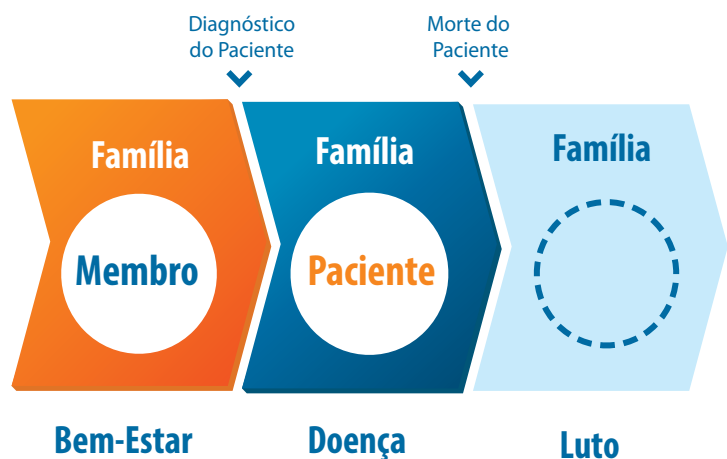 Diagnóstico
do Paciente
Morte do
Paciente
Família
Membro
Família
Paciente
Família
Bem-Estar
Doença
Luto